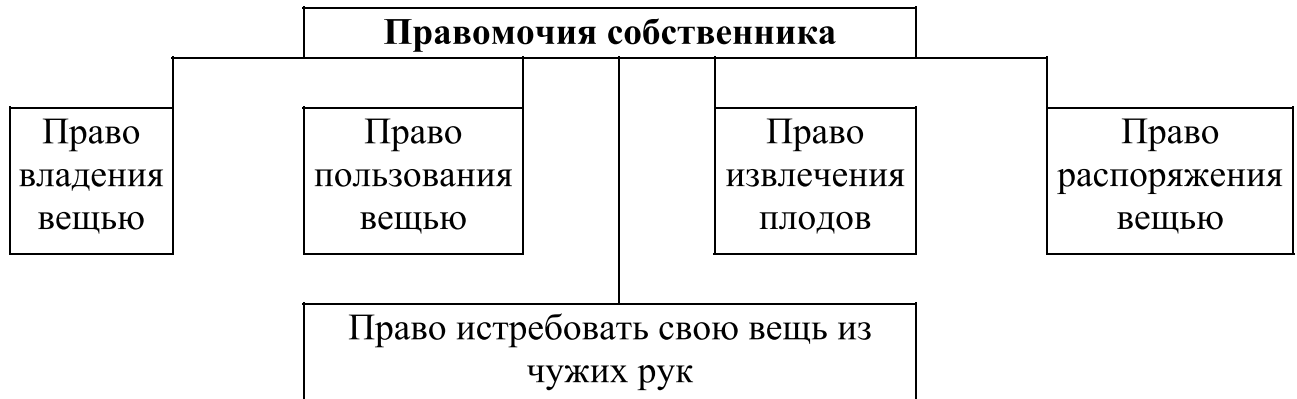 Правомочия собственника
Право
владения
вещью
Право
пользования
вещью
Право
извлечения
плодов
Право
распоряжения
вещью
Право истребовать свою вещь из
чужих рук